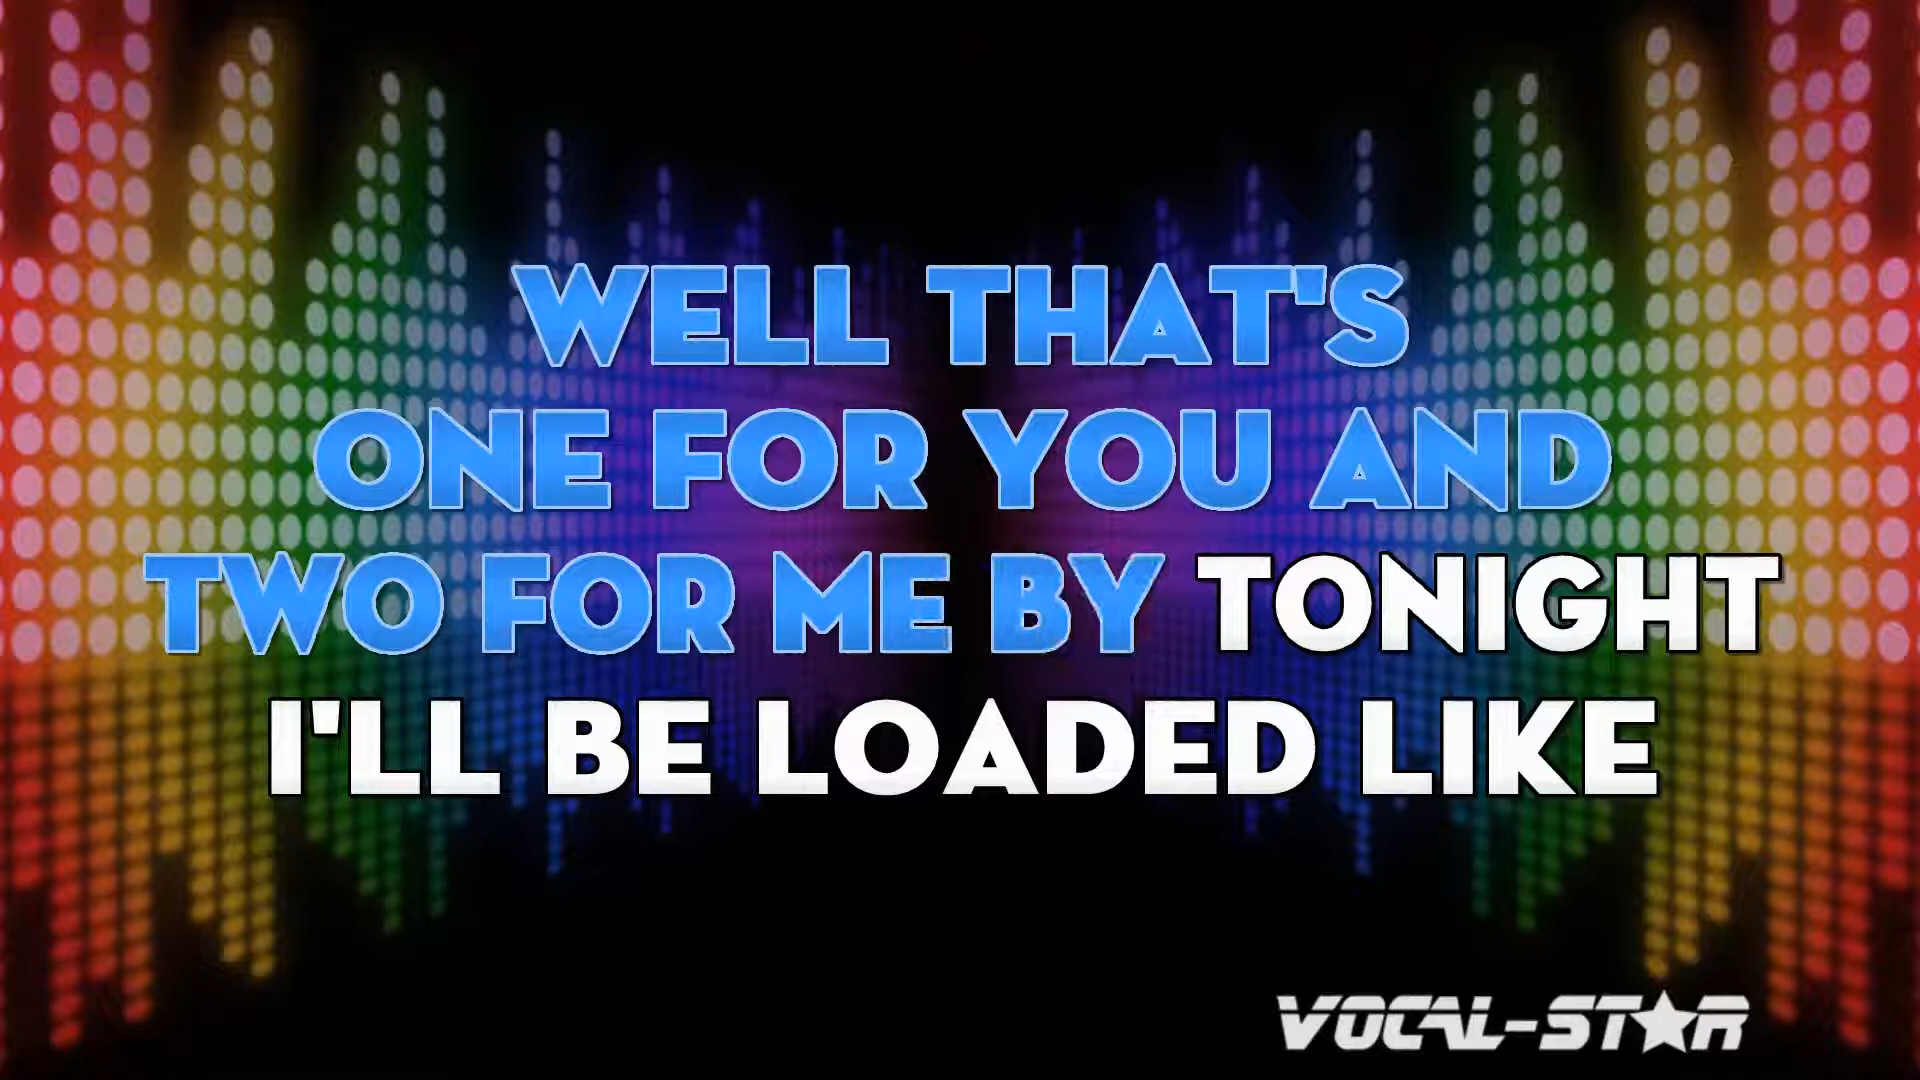 WELL THAT'S
ONE FOR YOU AND
TWO FOR ME BY TONIGHT
I'LL BE LOADED LIKE
VOCAL-STAR